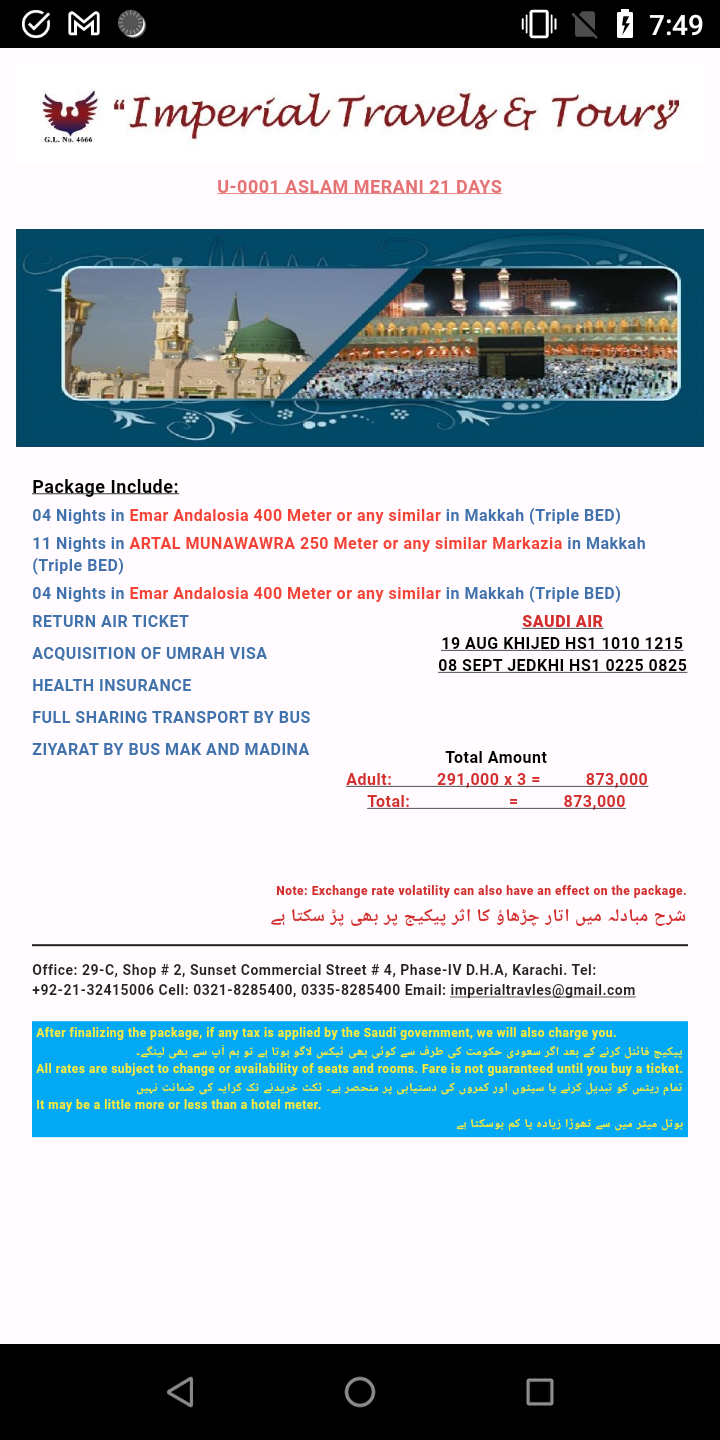 7:49
"Imperial Travels & Tours"
G.L. No. 4666
U-0001 ASLAM MERANI 21 DAYS
Package Include:
04 Nights in Emar Andalosia 400 Meter or any similar in Makkah (Triple BED)
11 Nights in ARTAL MUNAWAWRA 250 Meter or any similar Markazia in Makkah
(Triple BED)
04 Nights in Emar Andalosia 400 Meter or any similar in Makkah (Triple BED)
RETURN AIR TICKET
ACQUISITION OF UMRAH VISA
HEALTH INSURANCE
FULL SHARING TRANSPORT BY BUS
ZIYARAT BY BUS MAK AND MADINA
SAUDI AIR
19 AUG KHIJED HS1 1010 1215
08 SEPT JEDKHI HS1 0225 0825
Total Amount
Adult: 291,000 x 3 = 873,000
Total: = 873,000
Note: Exchange rate volatility can also have an effect on the package.
شرح مبادلہ میں اتار چڑھاؤ کا اثر پیکیج پر بھی پڑ سکتا ہے
Office: 29-C, Shop # 2, Sunset Commercial Street # 4, Phase-IV D.H.A, Karachi. Tel:
+92-21-32415006 Cell: 0321-8285400, 0335-8285400 Email: imperialtravles@gmail.com
After finalizing the package, if any tax is applied by the Saudi government, we will also charge you.
پیکیج فائنل کرنے کے بعد اگر سعودی حکومت کی طرف سے کوئی بھی ٹیکس لاگو ہوتا ہے تو ہم آپ سے بھی لینگے۔
All rates are subject to change or availability of seats and rooms. Fare is not guaranteed until you buy a ticket.
تمام ریٹس کو تبدیل کرنے یا سیٹوں اور کمروں کی دستیابی پر منحصر ہے۔ ٹکٹ خریدنے تک کرایہ کی ضمانت نہیں
It may be a little more or less than a hotel meter.
ہوٹل میٹر میں سے تھوڑا زیادہ یا کم ہوسکتا ہے